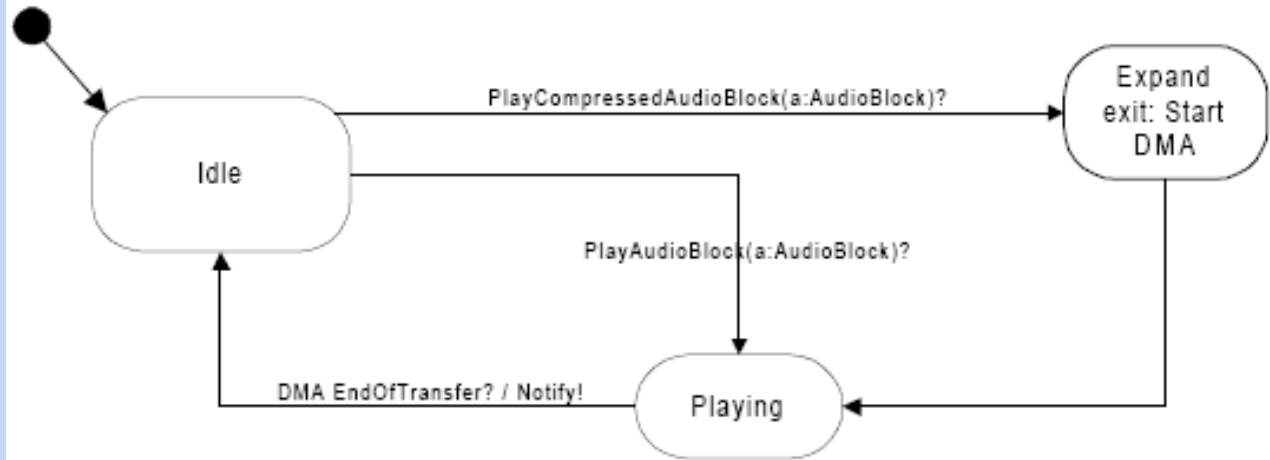 Expand
exit: Start
DMA
PlayCompressedAudioBlock(a:AudioBlock)?
Idle
PlayAudioBlock(a:AudioBlock)?
DMA EndOfTransfer? / Notify!
Playing